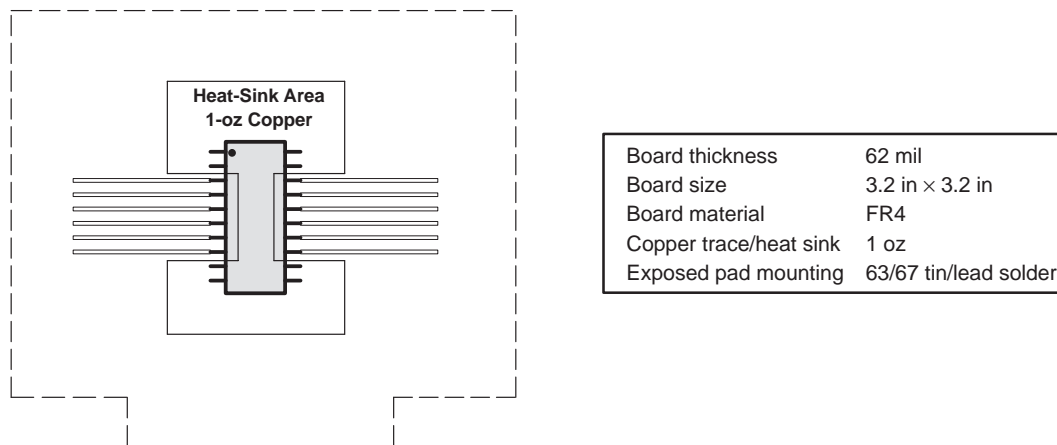 Heat-Sink Area
1-oz Copper
Board thickness 62 mil
Board size 3.2 in × 3.2 in
Board material FR4
Copper trace/heat sink 1 oz
Exposed pad mounting 63/67 tin/lead solder